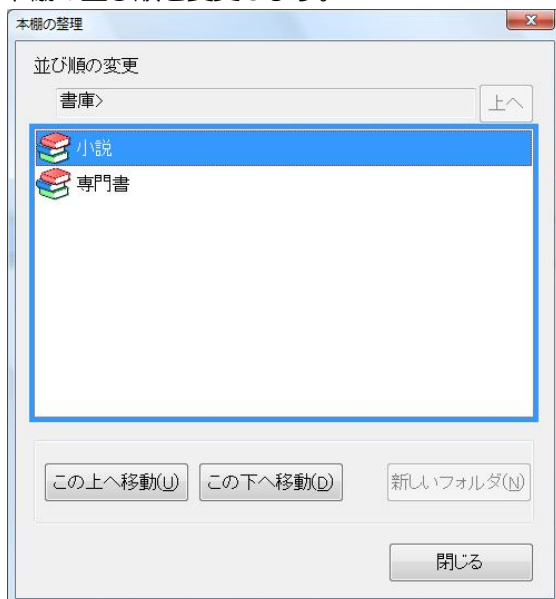 本棚の整理
並び順の変更
書庫>
上へ
小説
専門書
この上へ移動(U) この下へ移動(D) 新しいフォルダ(N)
閉じる